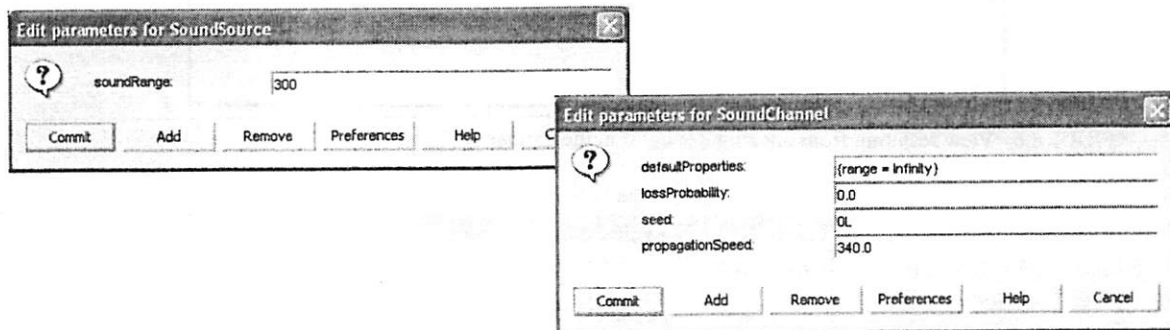 Edit parameters for SoundSource
?
soundRange: 300
Commit Add Remove Preferences Help C
Edit parameters for SoundChannel
?
defaultProperties: {range = Infinity}
lossProbability: 0.0
seed: 0L
propagationSpeed: 340.0
Commit Add Remove Preferences Help Cancel